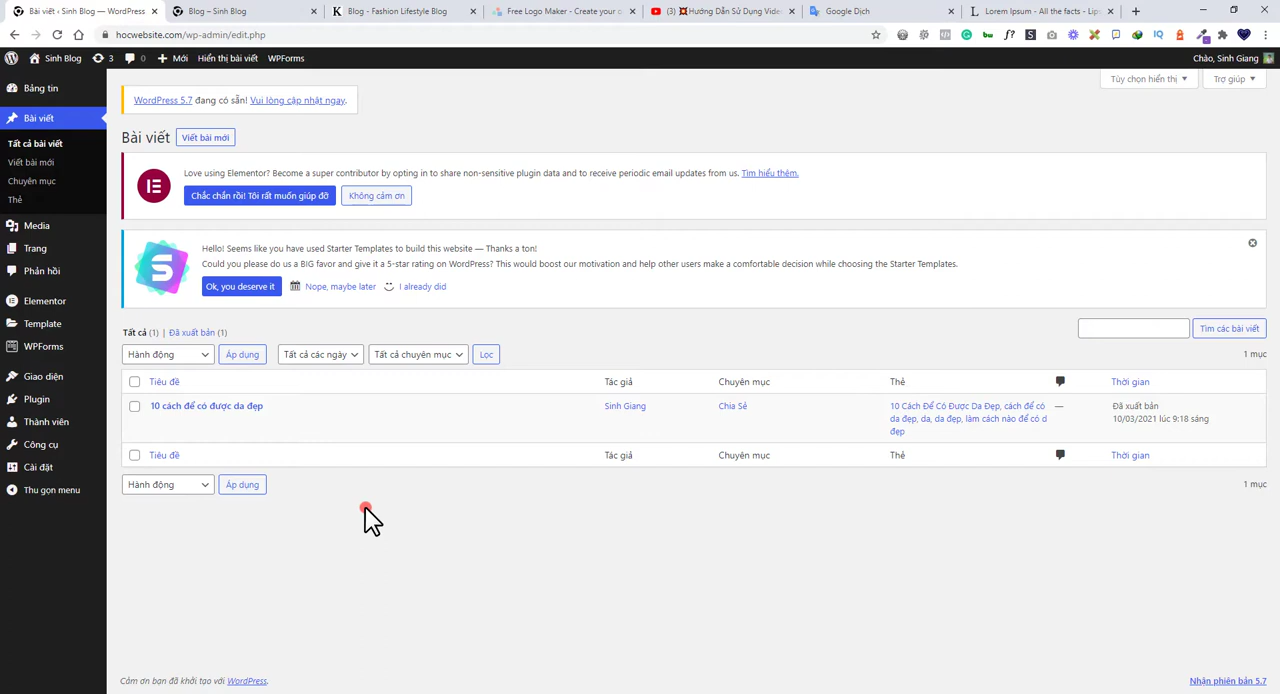 Bài viết ‹ Sinh Blog — WordPress
Blog – Sinh Blog
Blog - Fashion Lifestyle Blog
Free Logo Maker - Create your o
(3) 💥Hướng Dẫn Sử Dụng Vide
Google Dịch
Lorem Ipsum - All the facts - Lip
hocwebsite.com/wp-admin/edit.php
Sinh Blog 3 0 Mới Hiển thị bài viết WPForms
Chào, Sinh Giang
Tùy chọn hiển thị
Trợ giúp
Bảng tin
Bài viết
Tất cả bài viết
Viết bài mới
Chuyên mục
Thẻ
Media
Trang
Phản hồi
Elementor
Template
WPForms
Giao diện
Plugin
Thành viên
Công cụ
Cài đặt
Thu gọn menu
WordPress 5.7 đang có sẵn! Vui lòng cập nhật ngay.
Bài viết Viết bài mới
Love using Elementor? Become a super contributor by opting in to share non-sensitive plugin data and to receive periodic email updates from us. Tìm hiểu thêm.
Chắc chắn rồi! Tôi rất muốn giúp đỡ Không cảm ơn
Hello! Seems like you have used Starter Templates to build this website — Thanks a ton!
Could you please do us a BIG favor and give it a 5-star rating on WordPress? This would boost our motivation and help other users make a comfortable decision while choosing the Starter Templates.
Ok, you deserve it Nope, maybe later I already did
Tất cả (1) | Đã xuất bản (1)
Tìm các bài viết
Hành động Áp dụng Tất cả các ngày Tất cả chuyên mục Lọc
1 mục
Tiêu đề Tác giả Chuyên mục Thẻ Thời gian
10 cách để có được da đẹp Sinh Giang Chia Sẻ
10 Cách Để Có Được Da Đẹp, cách để có
da đẹp, da, da đẹp, làm cách nào để có d
đẹp
—
Đã xuất bản
10/03/2021 lúc 9:18 sáng
Tiêu đề Tác giả Chuyên mục Thẻ Thời gian
Hành động Áp dụng
1 mục
Cảm ơn bạn đã khởi tạo với WordPress.
Nhận phiên bản 5.7